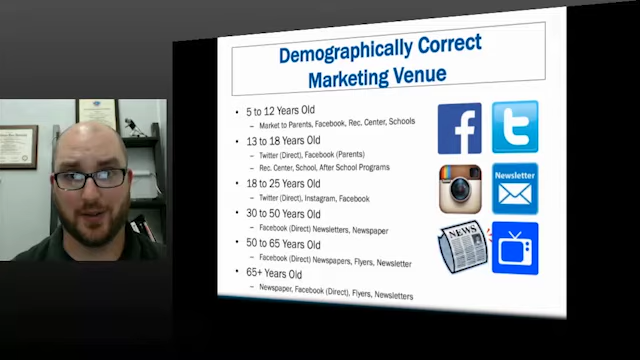 Demographically Correct
Marketing Venue
• 5 to 12 Years Old
– Market to Parents, Facebook, Rec. Center, Schools
• 13 to 18 Years Old
– Twitter (Direct), Facebook (Parents)
– Rec. Center, School, After School Programs
• 18 to 25 Years Old
– Twitter (Direct), Instagram, Facebook
• 30 to 50 Years Old
– Facebook (Direct) Newsletters, Newspaper
• 50 to 65 Years Old
– Facebook (Direct) Newspapers, Flyers, Newsletter
• 65+ Years Old
– Newspaper, Facebook (Direct), Flyers, Newsletters
f
t
Newsletter
NEWS